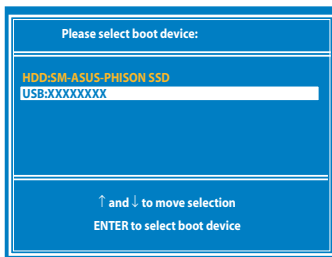 Please select boot device:
HDD:SM-ASUS-PHISON SSD
USB:XXXXXXXX
↑ and ↓ to move selection
ENTER to select boot device